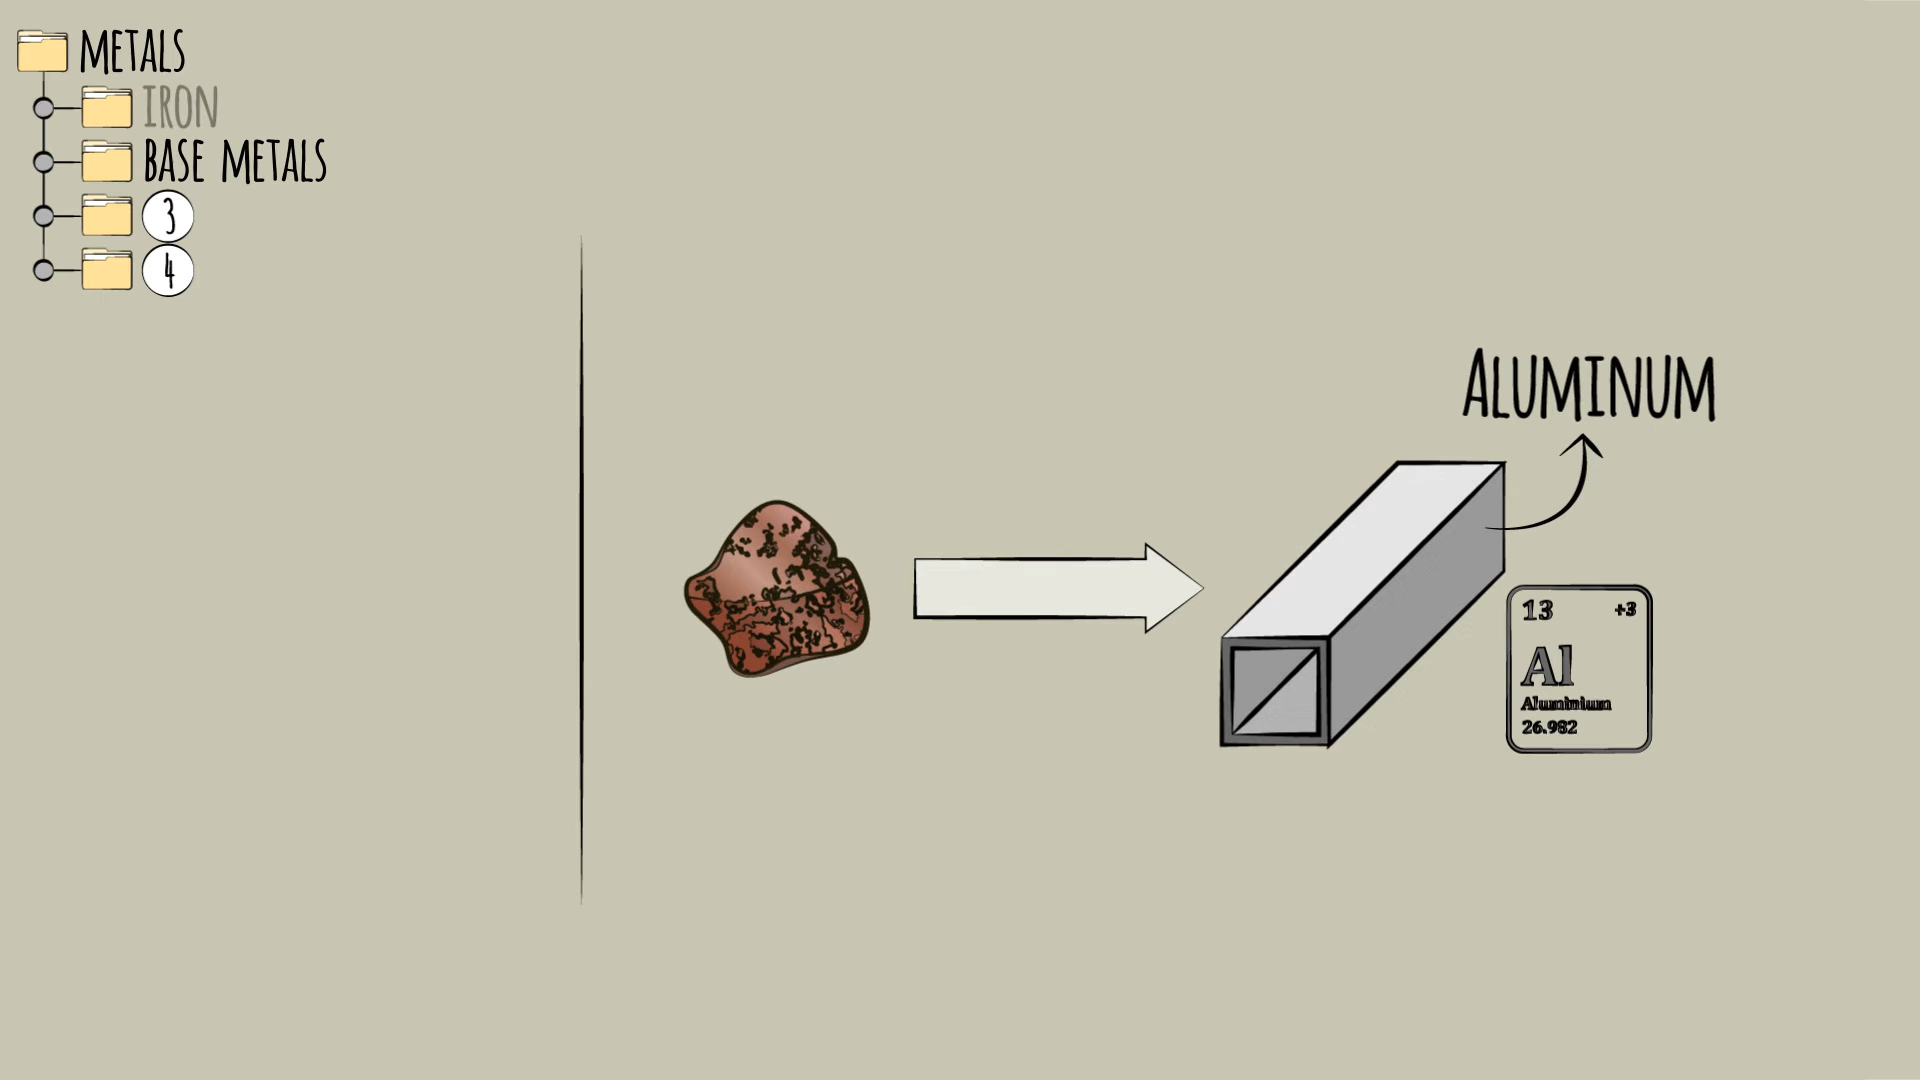 METALS
IRON
BASE METALS
3
4
ALUMINUM
13 +3
Al
Aluminium
26.982